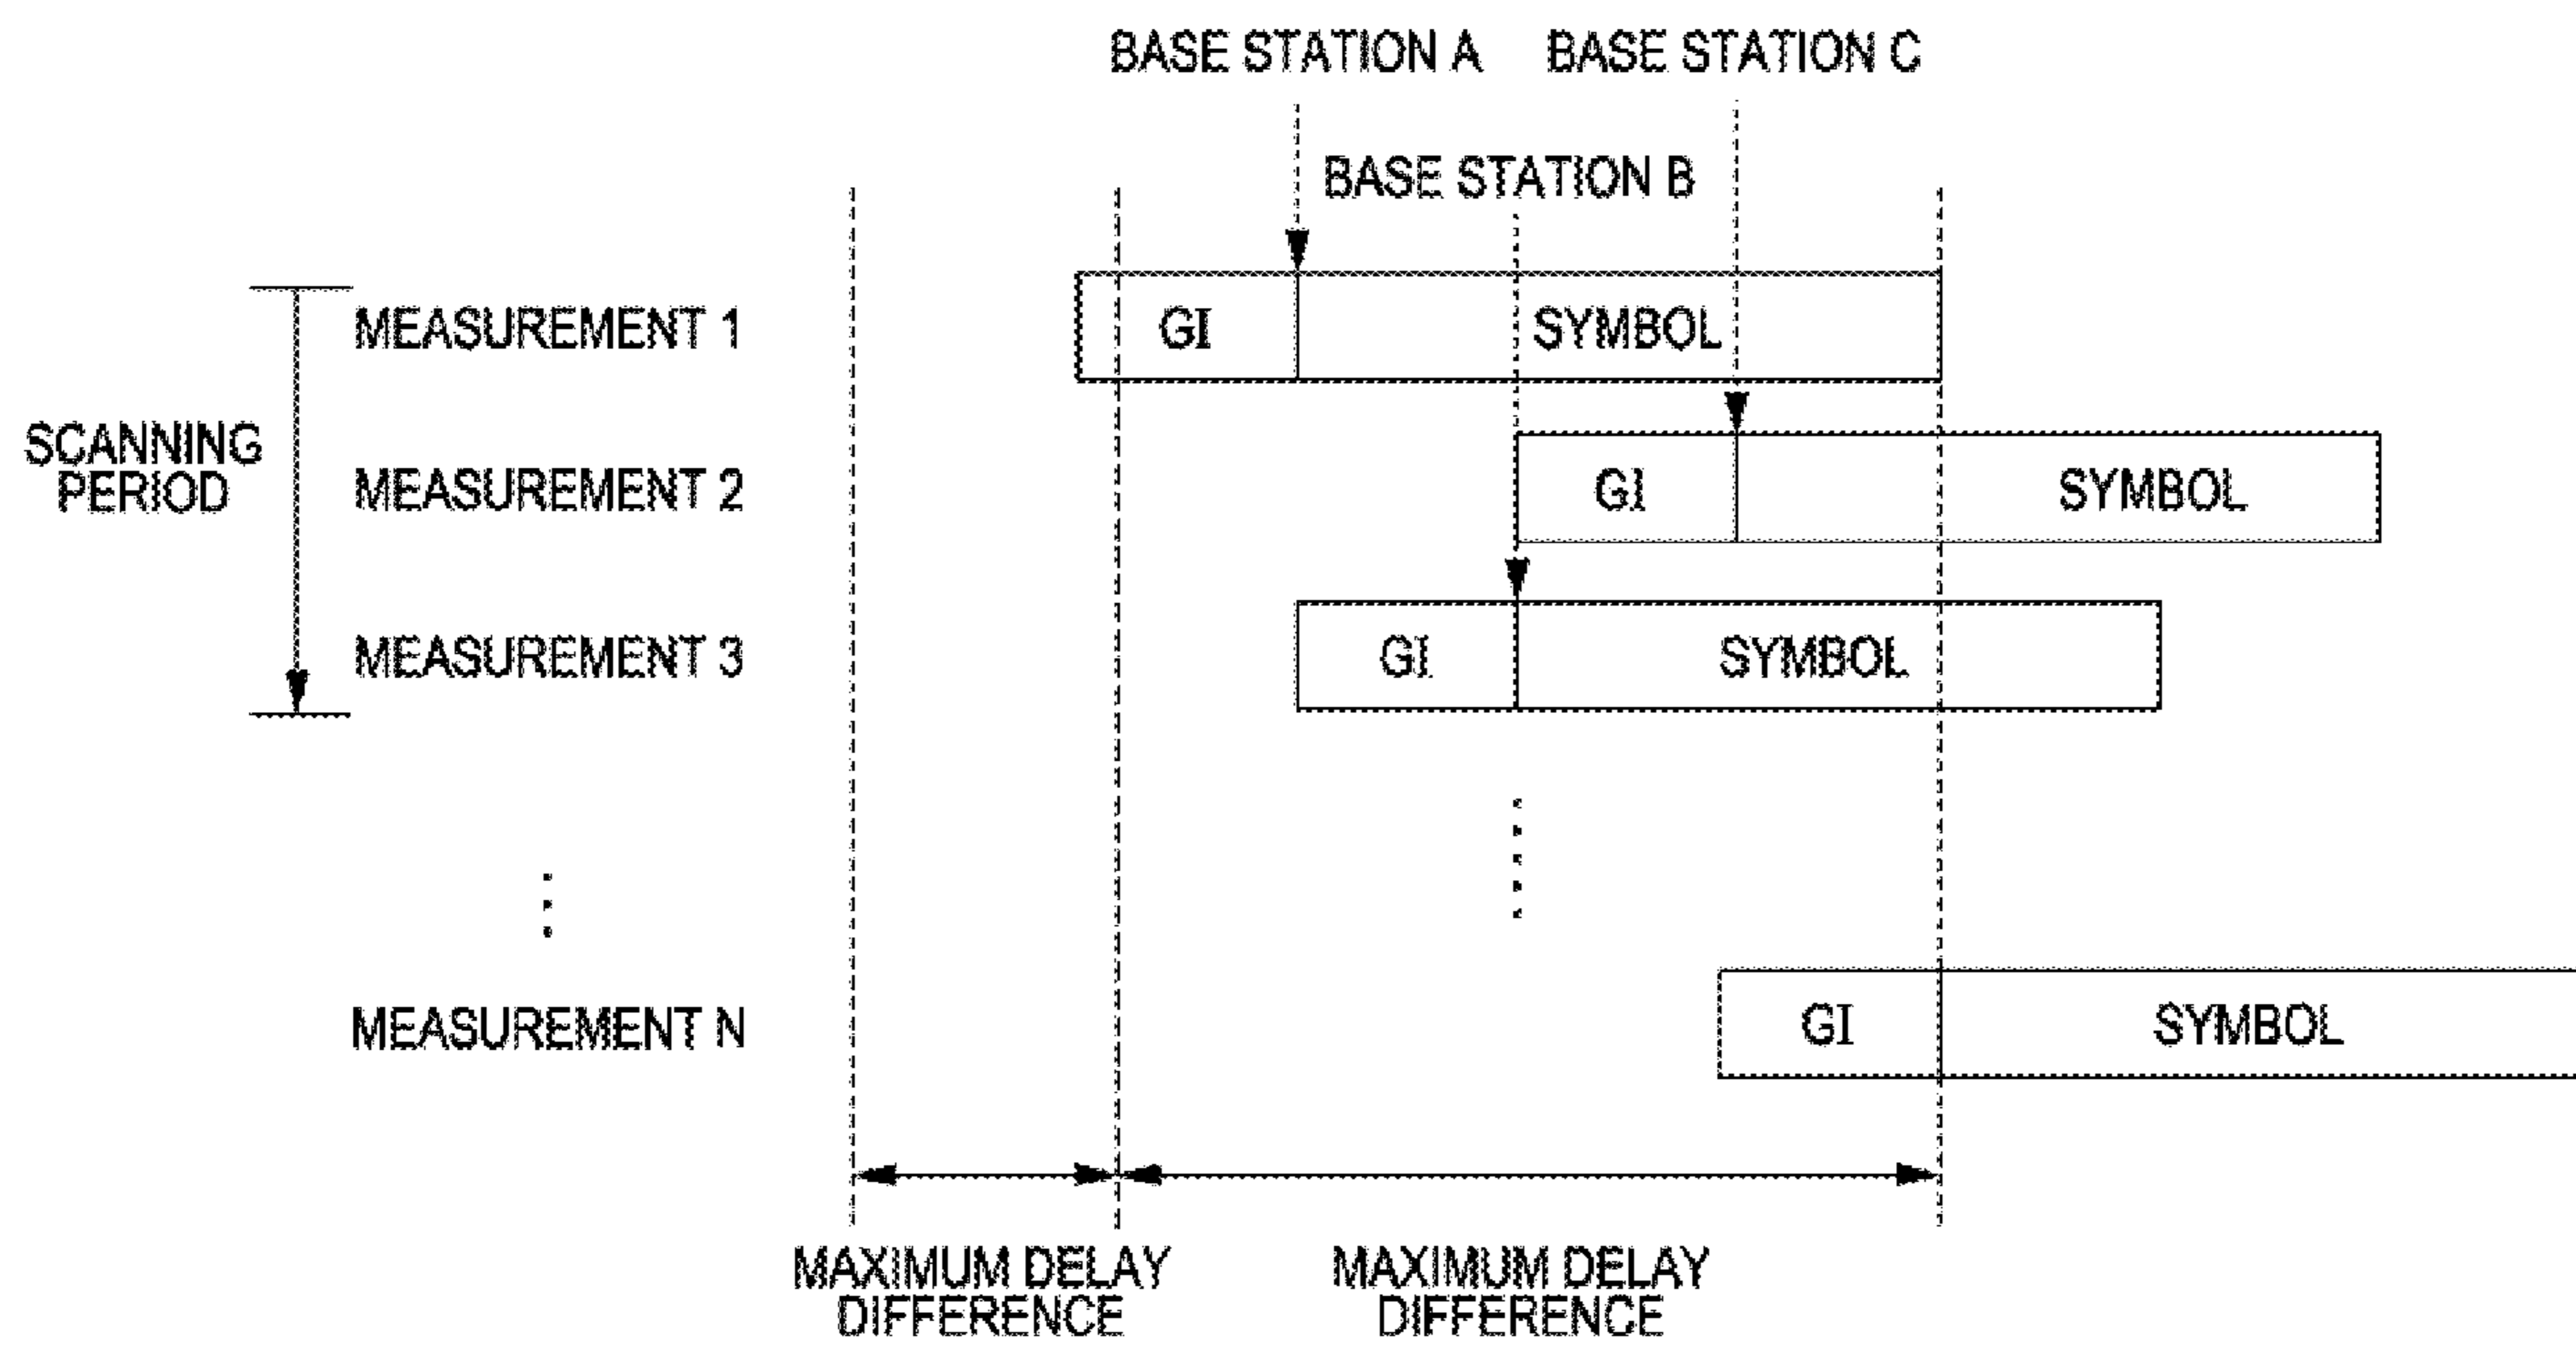 BASE STATION A
BASE STATION C
BASE STATION B
MEASUREMENT 1
GI
SYMBOL
SCANNING
PERIOD
MEASUREMENT 2
GI
SYMBOL
MEASUREMENT 3
GI
SYMBOL
MEASUREMENT N
GI
SYMBOL
MAXIMUM DELAY
DIFFERENCE
MAXIMUM DELAY
DIFFERENCE